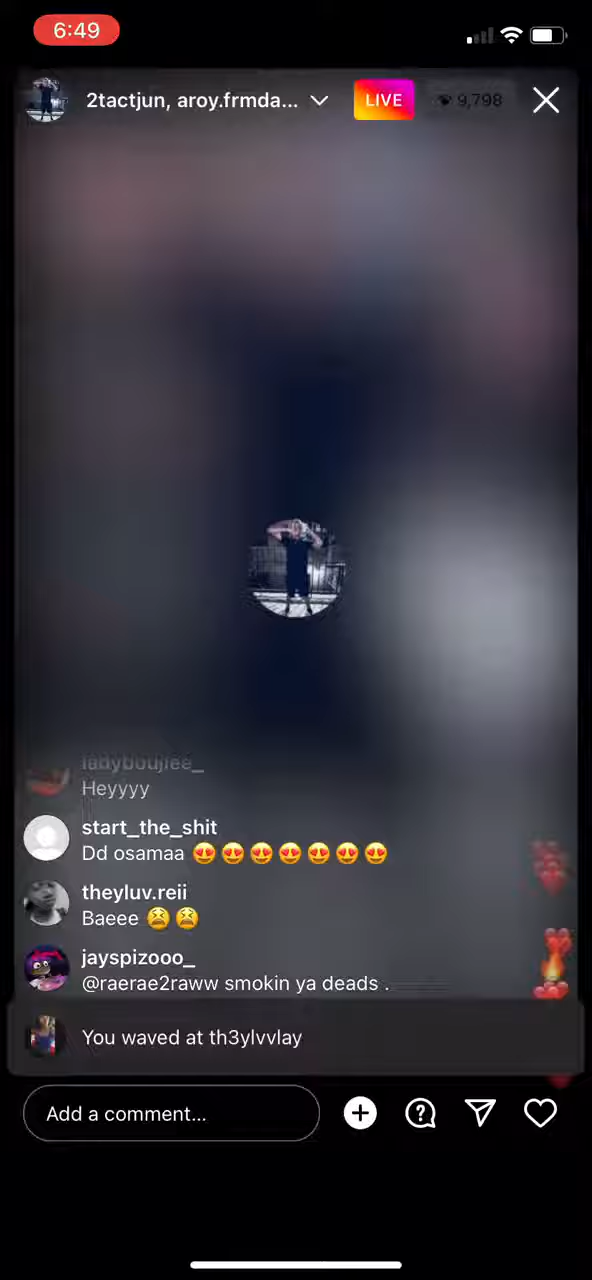 6:49
2tactjun, aroy.frmda...
LIVE
9,798
ladyboujiee_
Heyyyy
start_the_shit
Dd osamaa 😍😍😍😍😍😍😍
theyluv.reii
Baeee 😫😫
jayspizooo_
@raerae2raww smokin ya deads .
You waved at th3ylvvlay
Add a comment...